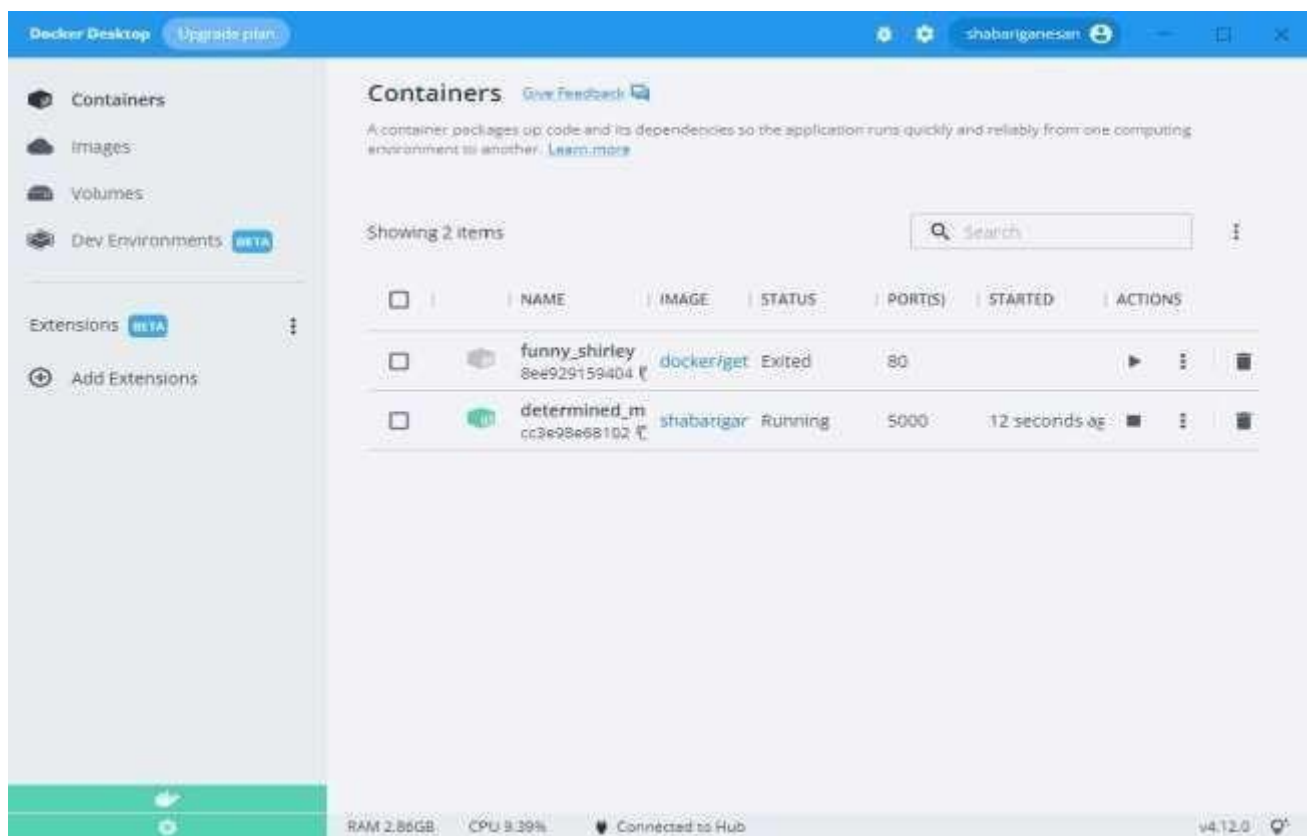 Docker Desktop Upgrade plan shabariganesan
Containers
Images
Volumes
Dev Environments BETA
Extensions BETA
Add Extensions
Containers Give Feedback
A container packages up code and its dependencies so the application runs quickly and reliably from one computing
environment to another. Learn more
Showing 2 items
Search
NAME IMAGE STATUS PORT(S) STARTED ACTIONS
funny_shirley docker/get Exited 80
8ee929159404
determined_m shabarigar Running 5000 12 seconds ag
cc3e98e68102
RAM 2.86GB CPU 9.39% Connected to Hub v4.12.0